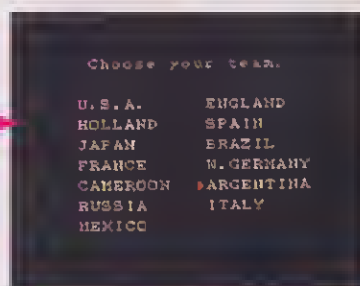 Choose your team.
U.S.A. ENGLAND
HOLLAND SPAIN
JAPAN BRAZIL
FRANCE W.GERMANY
CAMEROON ARGENTINA
RUSSIA ITALY
MEXICO